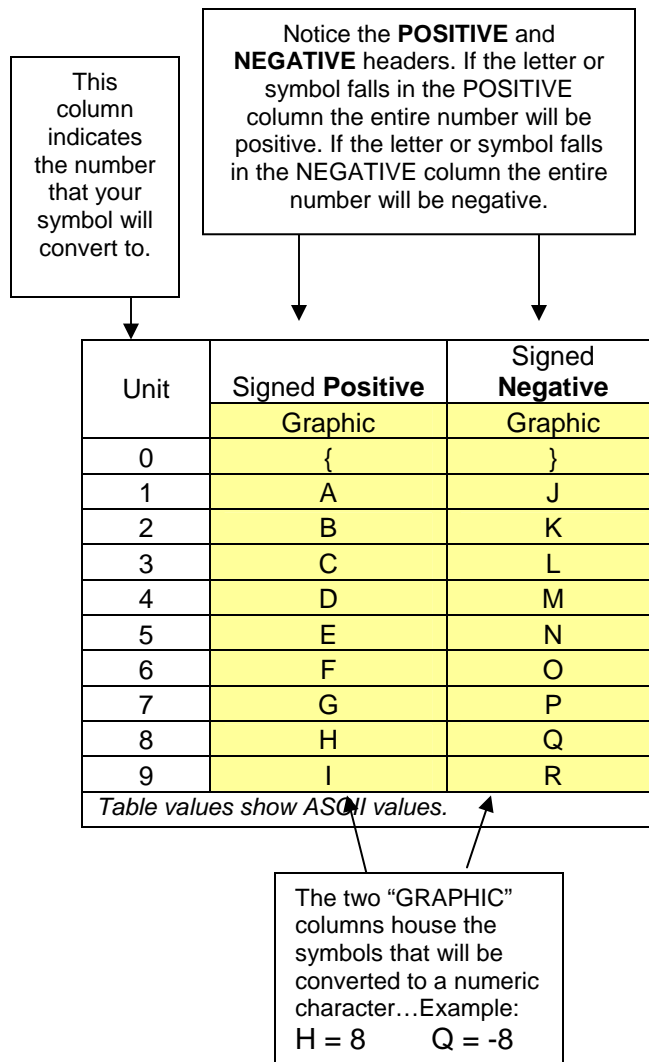 Notice the POSITIVE and
NEGATIVE headers. If the letter or
symbol falls in the POSITIVE
column the entire number will be
positive. If the letter or symbol falls
in the NEGATIVE column the entire
number will be negative.
This
column
indicates
the number
that your
symbol will
convert to.
Unit
Signed Positive
Signed
Negative
Graphic Graphic
0 { }
1 A J
2 B K
3 C L
4 D M
5 E N
6 F O
7 G P
8 H Q
9 I R
Table values show ASCII values.
The two “GRAPHIC”
columns house the
symbols that will be
converted to a numeric
character…Example:
H = 8 Q = -8